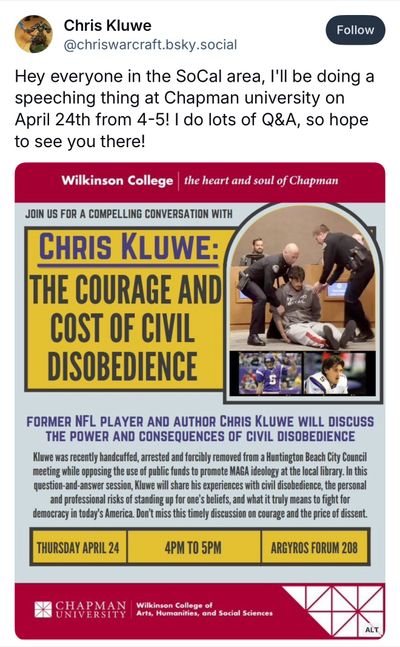 Chris Kluwe
@chriswarcraft.bsky.social
Follow
Hey everyone in the SoCal area, I'll be doing a
speeching thing at Chapman university on
April 24th from 4-5! I do lots of Q&A, so hope
to see you there!
Wilkinson College | the heart and soul of Chapman
JOIN US FOR A COMPELLING CONVERSATION WITH
CHRIS KLUWE:
THE COURAGE AND
COST OF CIVIL
DISOBEDIENCE
FORMER NFL PLAYER AND AUTHOR CHRIS KLUWE WILL DISCUSS
THE POWER AND CONSEQUENCES OF CIVIL DISOBEDIENCE
Kluwe was recently handcuffed, arrested and forcibly removed from a Huntington Beach City Council
meeting while opposing the use of public funds to promote MAGA ideology at the local library. In this
question-and-answer session, Kluwe will share his experiences with civil disobedience, the personal
and professional risks of standing up for one's beliefs, and what it truly means to fight for
democracy in today's America. Don't miss this timely discussion on courage and the price of dissent.
THURSDAY APRIL 24
4PM TO 5PM
ARGYROS FORUM 208
CHAPMAN
UNIVERSITY
Wilkinson College of
Arts, Humanities, and Social Sciences
ALT